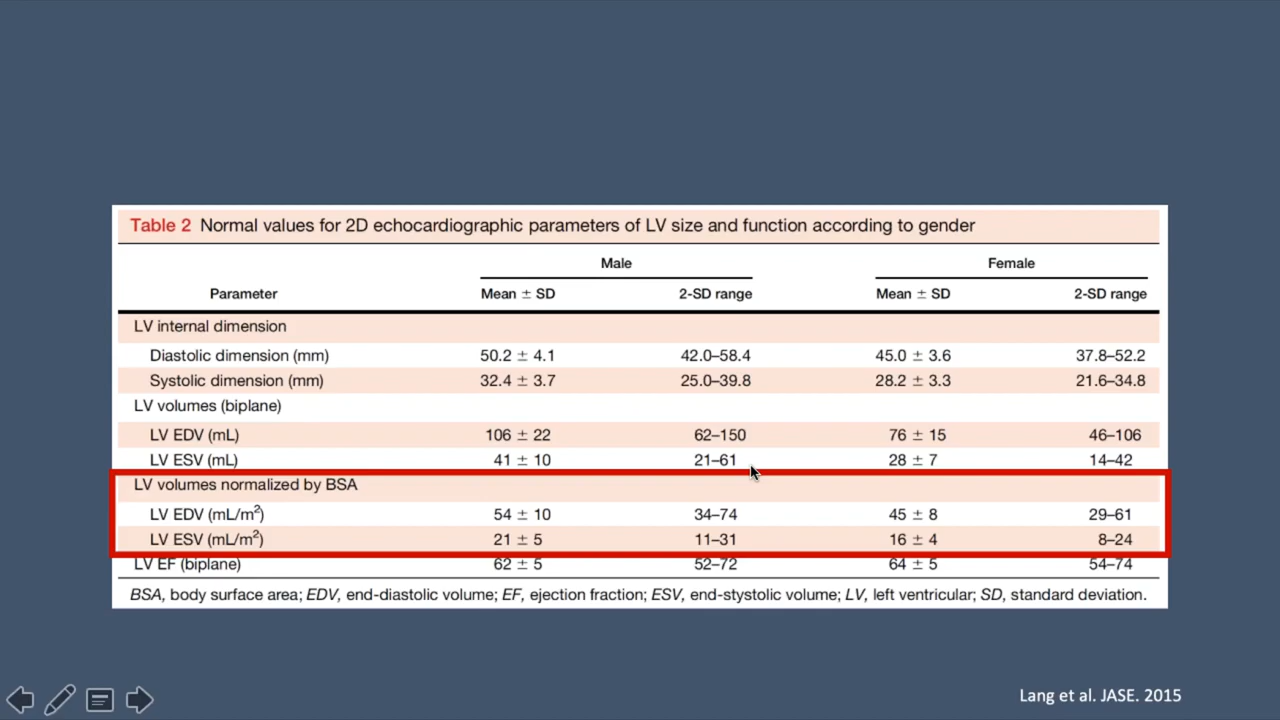 Table 2 Normal values for 2D echocardiographic parameters of LV size and function according to gender
Male Female
Parameter Mean ± SD 2-SD range Mean ± SD 2-SD range
LV internal dimension
Diastolic dimension (mm) 50.2 ± 4.1 42.0–58.4 45.0 ± 3.6 37.8–52.2
Systolic dimension (mm) 32.4 ± 3.7 25.0–39.8 28.2 ± 3.3 21.6–34.8
LV volumes (biplane)
LV EDV (mL) 106 ± 22 62–150 76 ± 15 46–106
LV ESV (mL) 41 ± 10 21–61 28 ± 7 14–42
LV volumes normalized by BSA
LV EDV (mL/m²) 54 ± 10 34–74 45 ± 8 29–61
LV ESV (mL/m²) 21 ± 5 11–31 16 ± 4 8–24
LV EF (biplane) 62 ± 5 52–72 64 ± 5 54–74
BSA, body surface area; EDV, end-diastolic volume; EF, ejection fraction; ESV, end-stystolic volume; LV, left ventricular; SD, standard deviation.
Lang et al. JASE. 2015